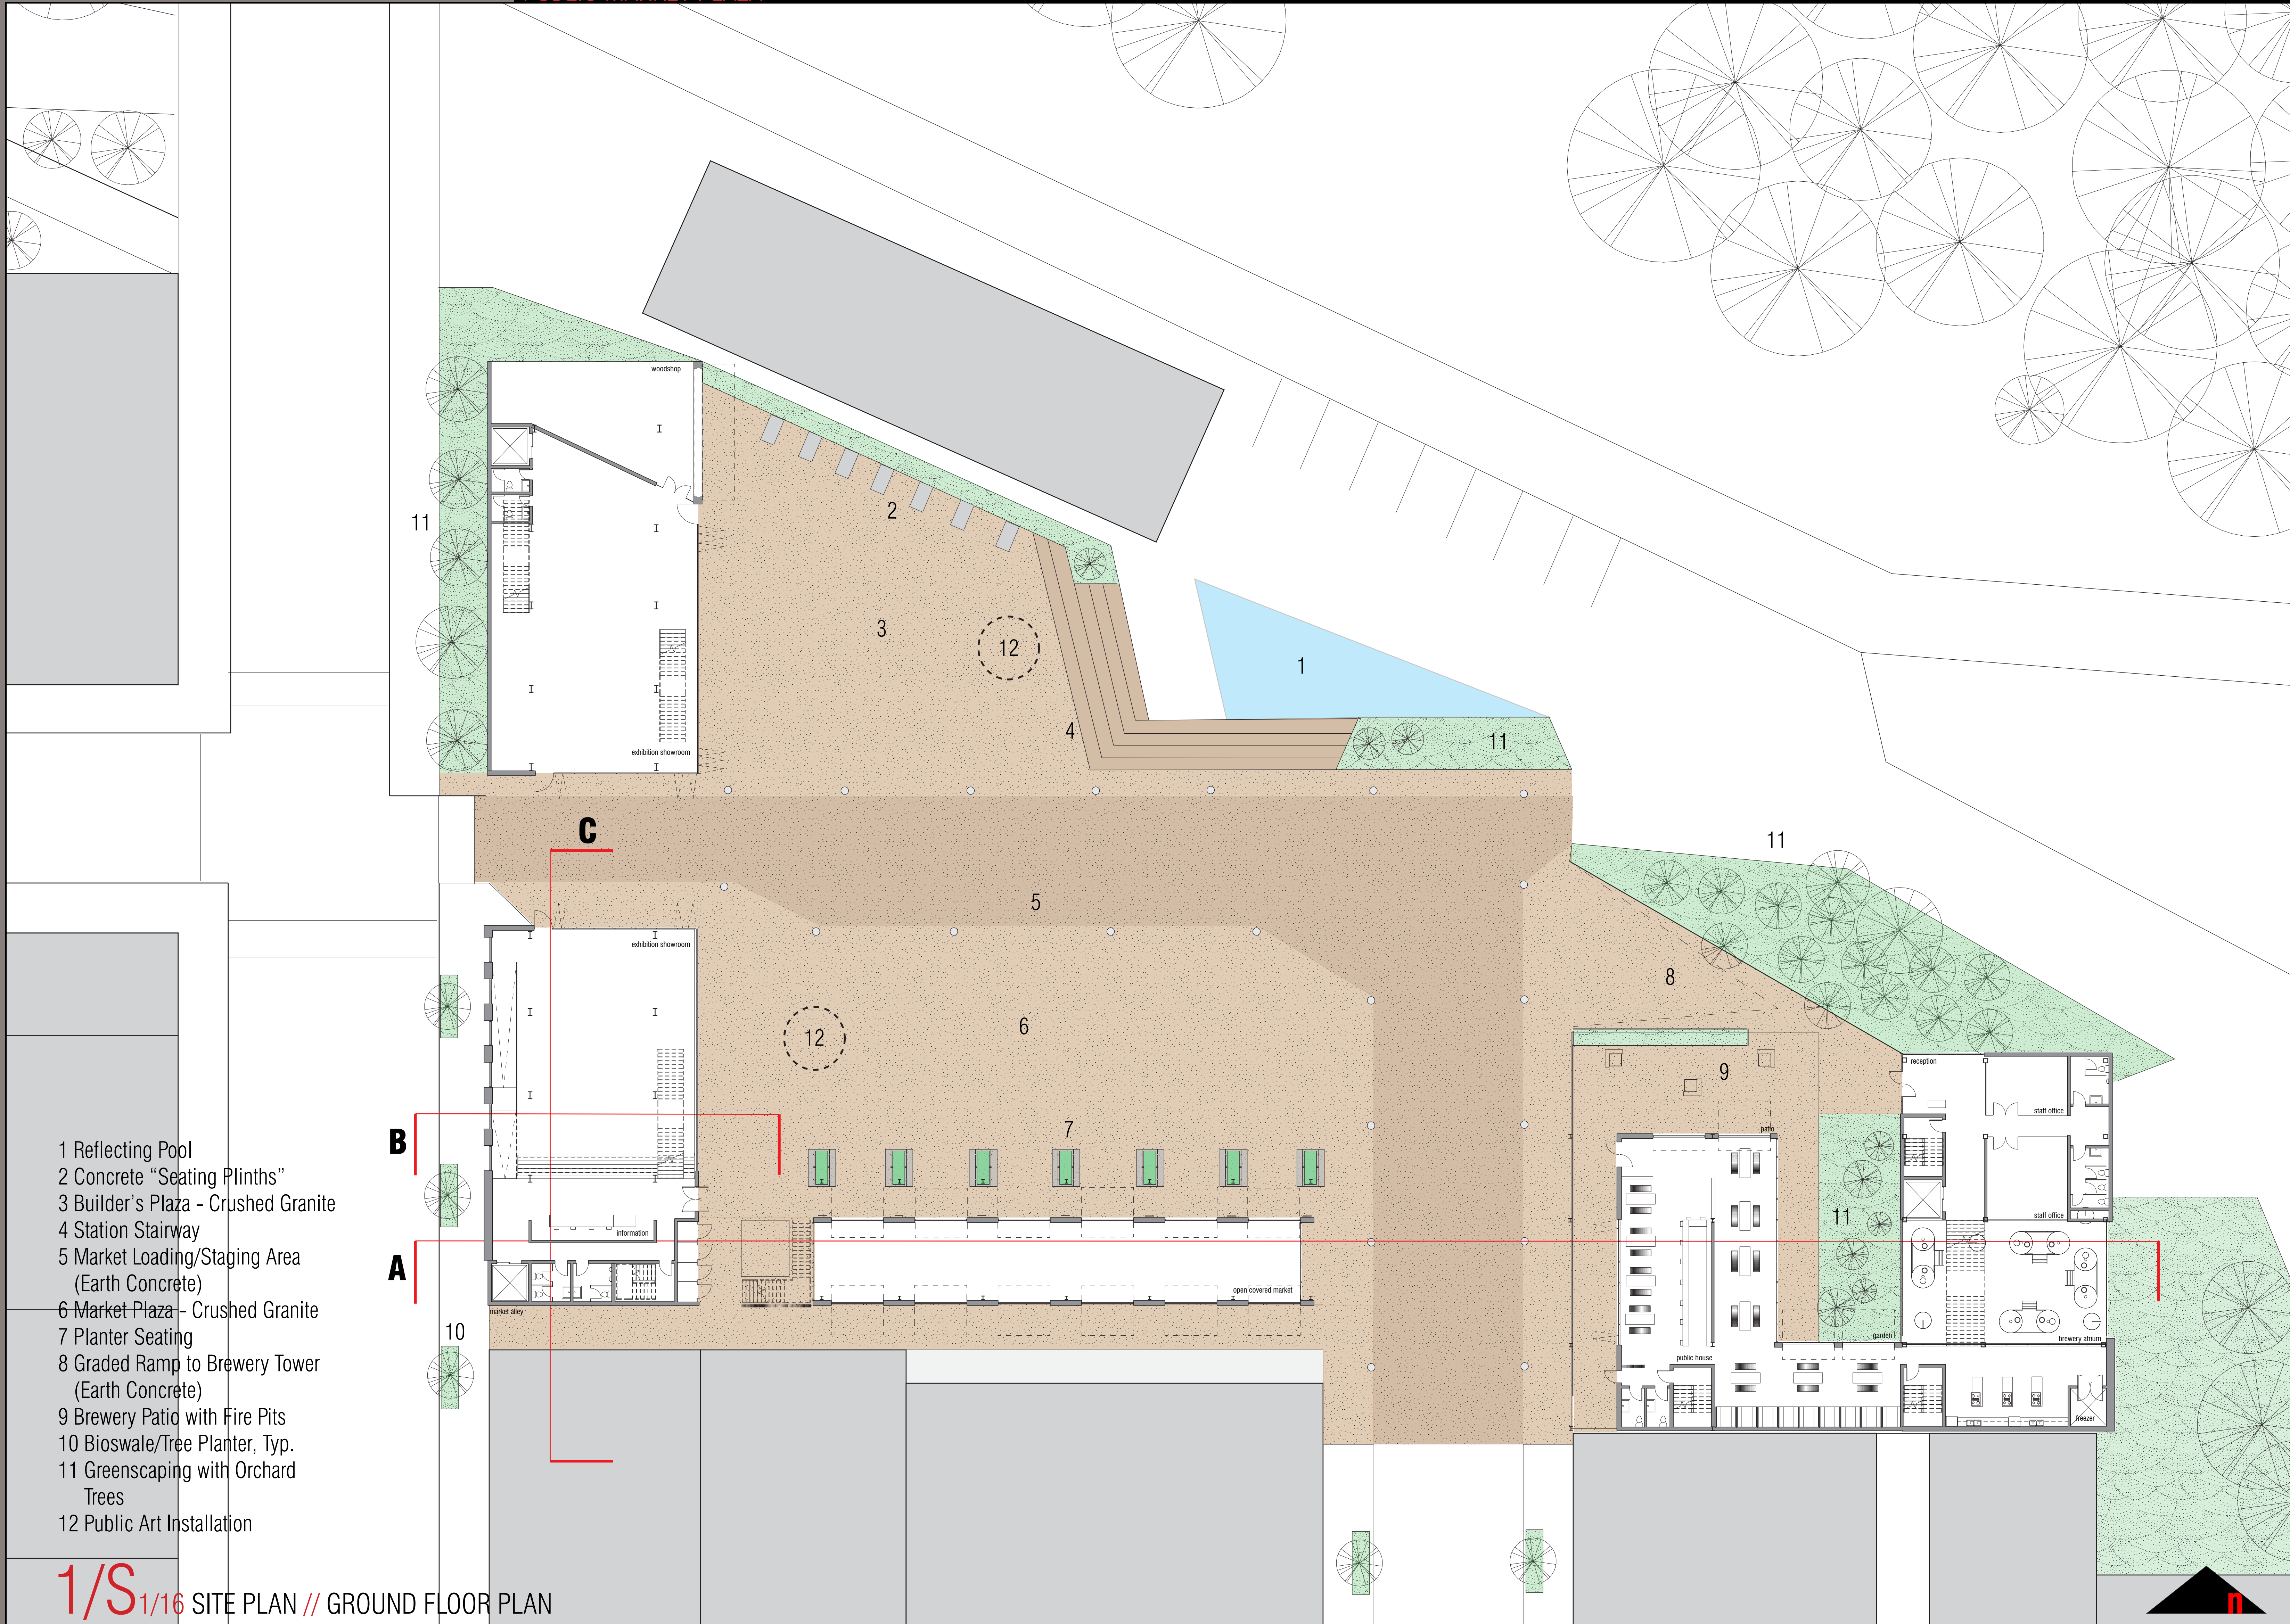 woodshop
11
2
3
12
1
4
exhibition showroom
11
C
11
5
exhibition showroom
8
12
6
reception
9
7
staff office
patio
B
1 Reflecting Pool
2 Concrete “Seating Plinths”
3 Builder's Plaza - Crushed Granite
4 Station Stairway
5 Market Loading/Staging Area
(Earth Concrete)
6 Market Plaza - Crushed Granite
7 Planter Seating
8 Graded Ramp to Brewery Tower
(Earth Concrete)
9 Brewery Patio with Fire Pits
10 Bioswale/Tree Planter, Typ.
11 Greenscaping with Orchard
Trees
12 Public Art Installation
11
staff office
information
A
open covered market
market alley
10
garden
brewery atrium
public house
freezer
1/S 1/16 SITE PLAN // GROUND FLOOR PLAN
n